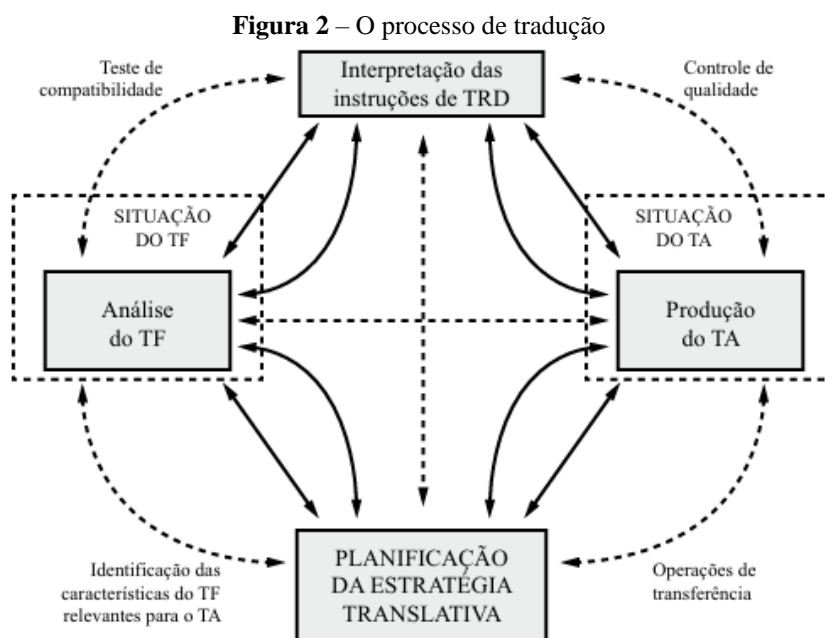 Figura 2 – O processo de tradução
Teste de
compatibilidade
Interpretação das
instruções de TRD
Controle de
qualidade
SITUAÇÃO
DO TF
SITUAÇÃO
DO TA
Análise
do TF
Produção
do TA
Identificação das
características do TF
relevantes para o TA
PLANIFICAÇÃO
DA ESTRATÉGIA
TRANSLATIVA
Operações de
transferência